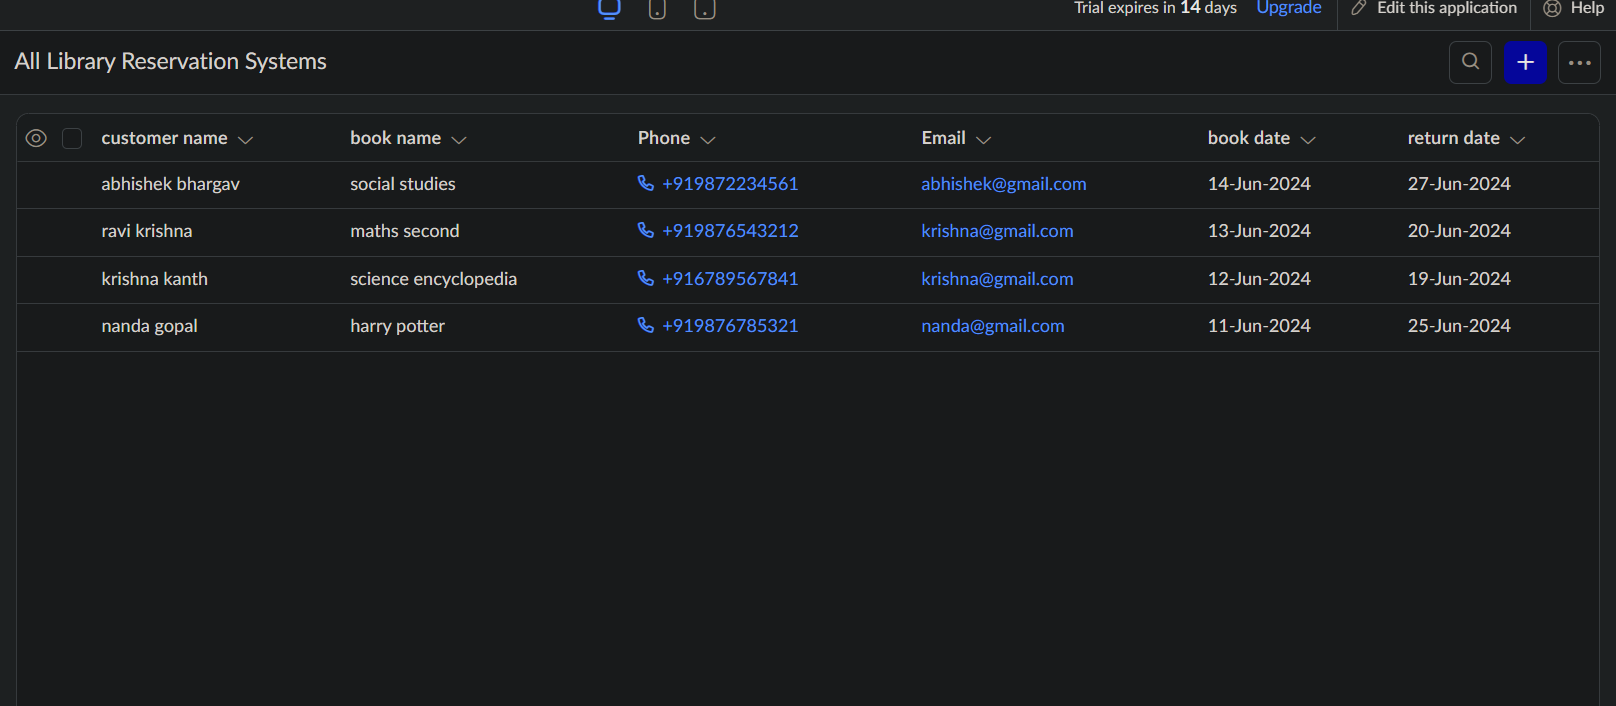 Trial expires in 14 days Upgrade Edit this application Help
All Library Reservation Systems
customer name book name Phone Email book date return date
abhishek bhargav social studies +919872234561 abhishek@gmail.com 14-Jun-2024 27-Jun-2024
ravi krishna maths second +919876543212 krishna@gmail.com 13-Jun-2024 20-Jun-2024
krishna kanth science encyclopedia +916789567841 krishna@gmail.com 12-Jun-2024 19-Jun-2024
nanda gopal harry potter +919876785321 nanda@gmail.com 11-Jun-2024 25-Jun-2024